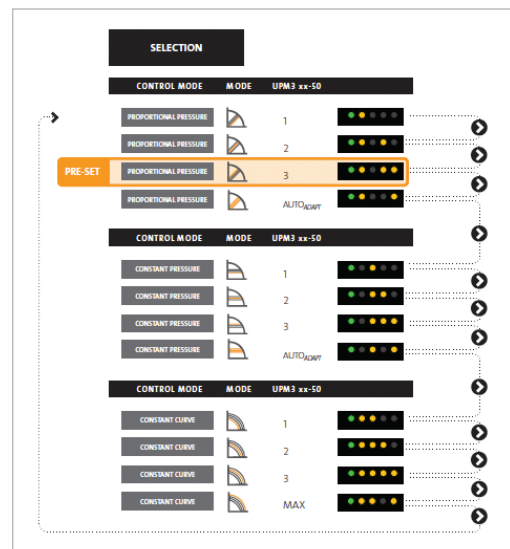 SELECTION
CONTROL MODE MODE UPM3 xx-50
PROPORTIONAL PRESSURE 1
PROPORTIONAL PRESSURE 2
PRE-SET PROPORTIONAL PRESSURE 3
PROPORTIONAL PRESSURE AUTOADAPT
CONTROL MODE MODE UPM3 xx-50
CONSTANT PRESSURE 1
CONSTANT PRESSURE 2
CONSTANT PRESSURE 3
CONSTANT PRESSURE AUTOADAPT
CONTROL MODE MODE UPM3 xx-50
CONSTANT CURVE 1
CONSTANT CURVE 2
CONSTANT CURVE 3
CONSTANT CURVE MAX